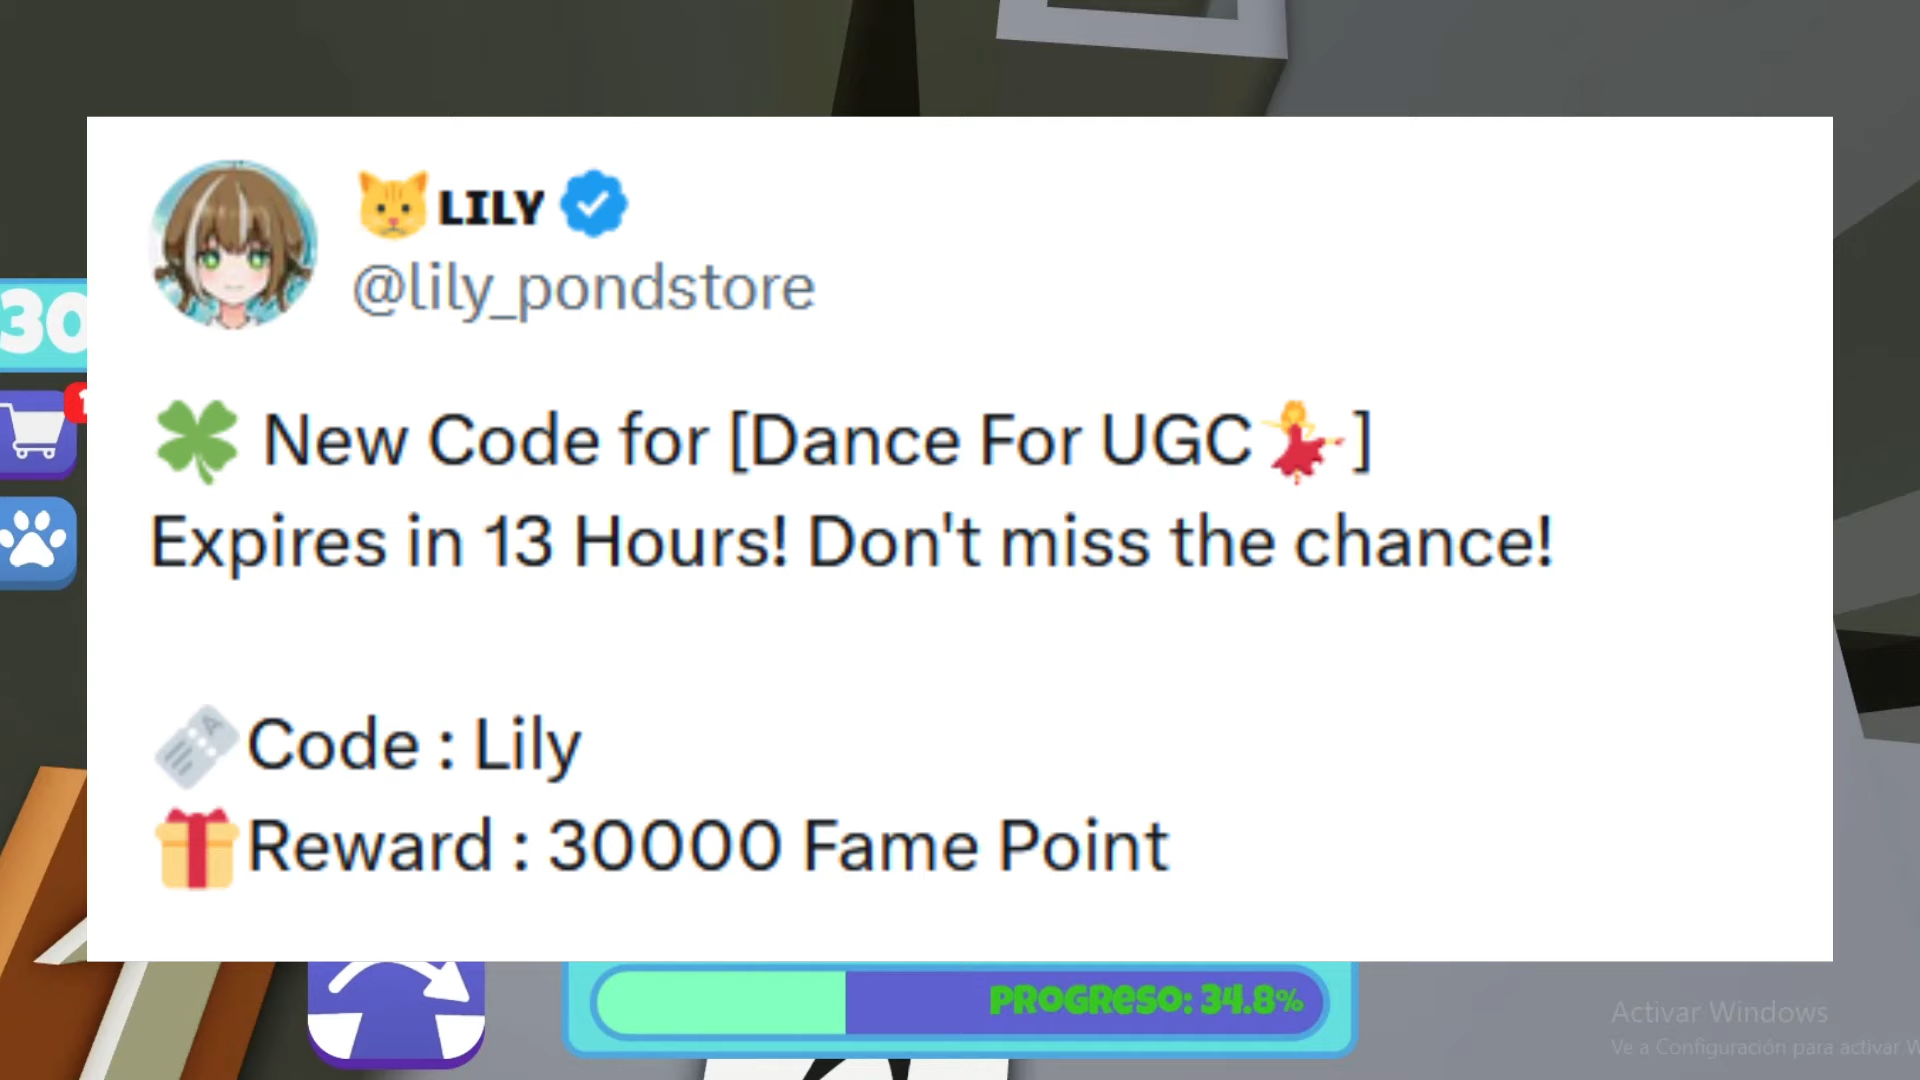 🐱LILY
@lily_pondstore
30
🍀 New Code for [Dance For UGC💃]
Expires in 13 Hours! Don't miss the chance!
Code : Lily
🎁Reward : 30000 Fame Point
PROGRESO: 34.8%
Activar Windows
Ve a Configuración para activar W